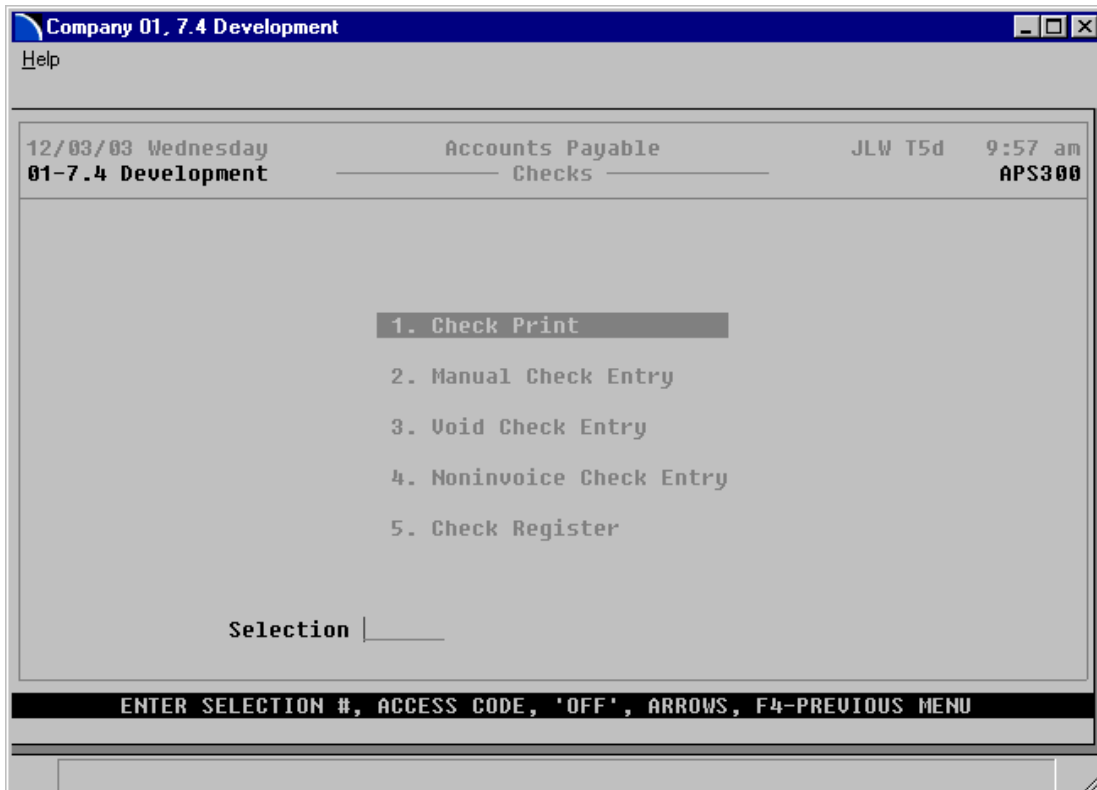 Company 01, 7.4 Development
Help
12/03/03 Wednesday Accounts Payable JLW T5d 9:57 am
01-7.4 Development Checks APS300
1. Check Print
2. Manual Check Entry
3. Void Check Entry
4. Noninvoice Check Entry
5. Check Register
Selection
ENTER SELECTION #, ACCESS CODE, 'OFF', ARROWS, F4-PREVIOUS MENU